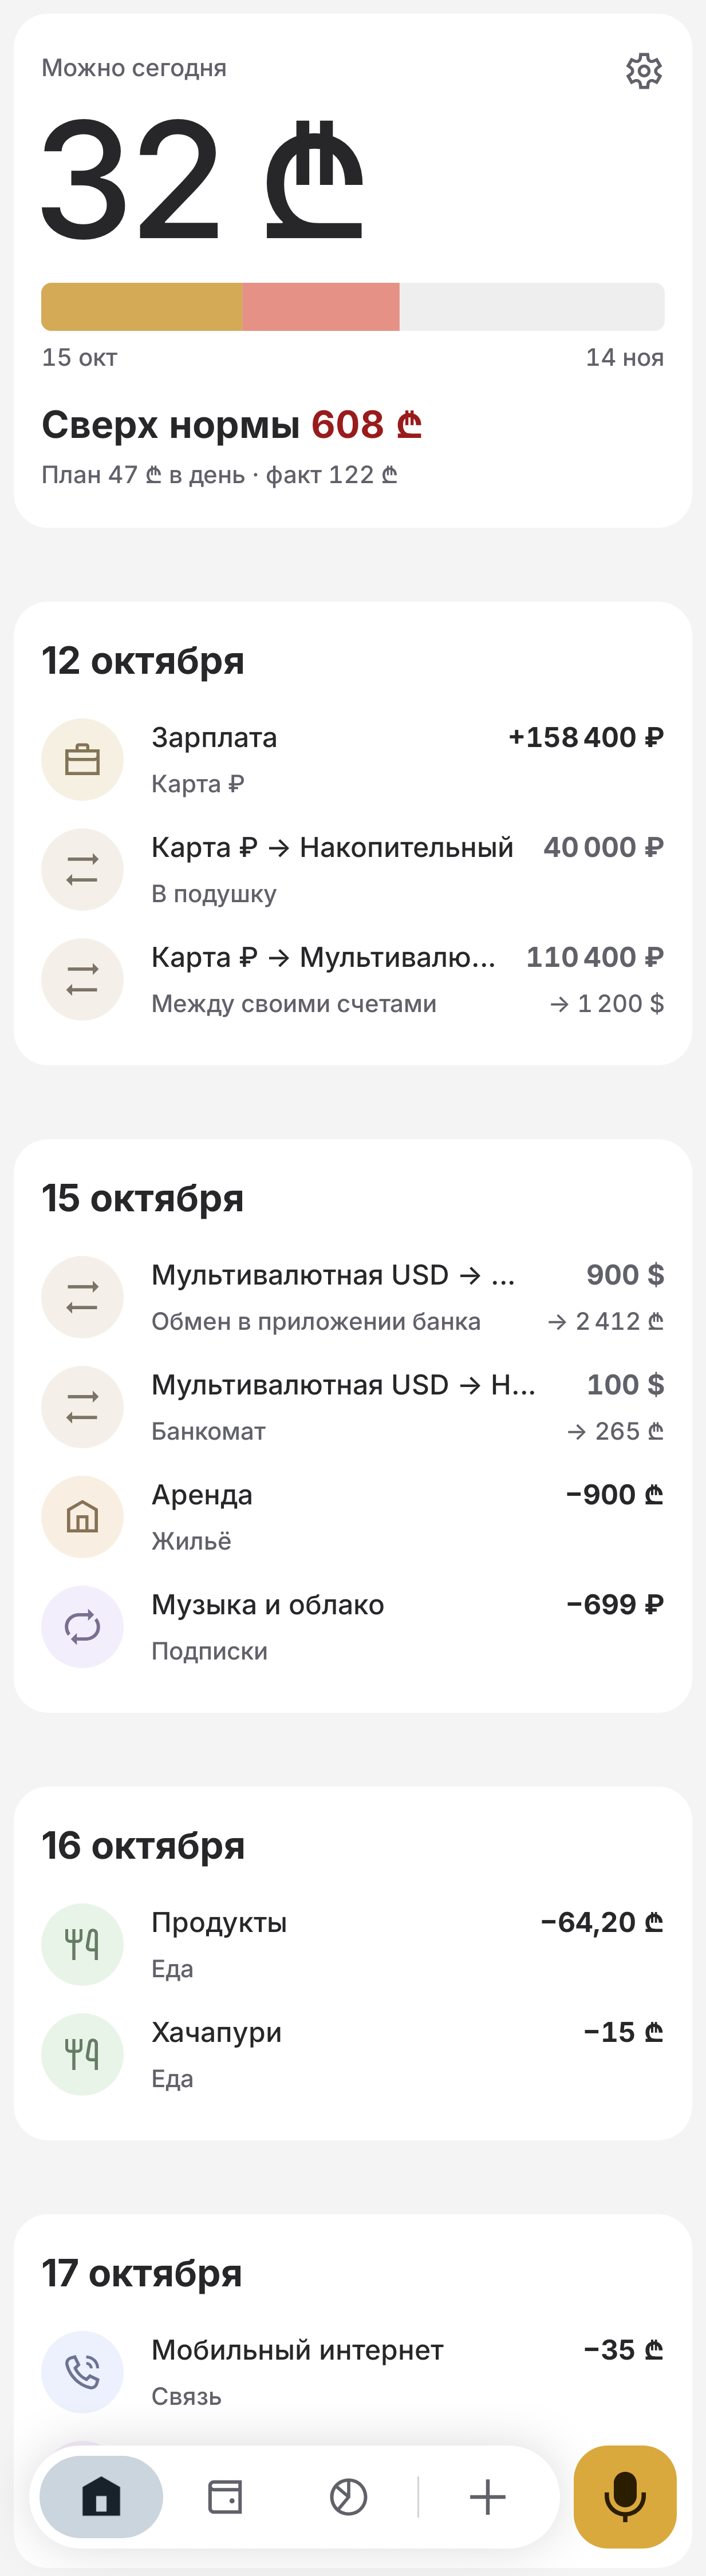 Можно сегодня
32 ₾
15 окт 14 ноя
Сверх нормы 608 ₾
План 47 ₾ в день · факт 122 ₾
12 октября
Зарплата +158 400 ₽
Карта ₽
Карта ₽ → Накопительный 40 000 ₽
В подушку
Карта ₽ → Мультивалю... 110 400 ₽
Между своими счетами → 1 200 $
15 октября
Мультивалютная USD → ... 900 $
Обмен в приложении банка → 2 412 ₾
Мультивалютная USD → Н... 100 $
Банкомат → 265 ₾
Аренда −900 ₾
Жильё
Музыка и облако −699 ₽
Подписки
16 октября
Продукты −64,20 ₾
Еда
Хачапури −15 ₾
Еда
17 октября
Мобильный интернет −35 ₾
Связь